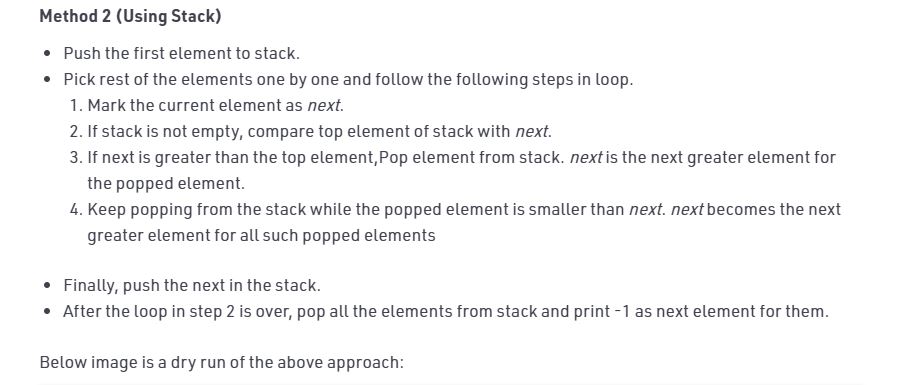 Method 2 (Using Stack)
• Push the first element to stack.
• Pick rest of the elements one by one and follow the following steps in loop.
1. Mark the current element as next.
2. If stack is not empty, compare top element of stack with next.
3. If next is greater than the top element,Pop element from stack. next is the next greater element for
the popped element.
4. Keep popping from the stack while the popped element is smaller than next. next becomes the next
greater element for all such popped elements
• Finally, push the next in the stack.
• After the loop in step 2 is over, pop all the elements from stack and print -1 as next element for them.
Below image is a dry run of the above approach: